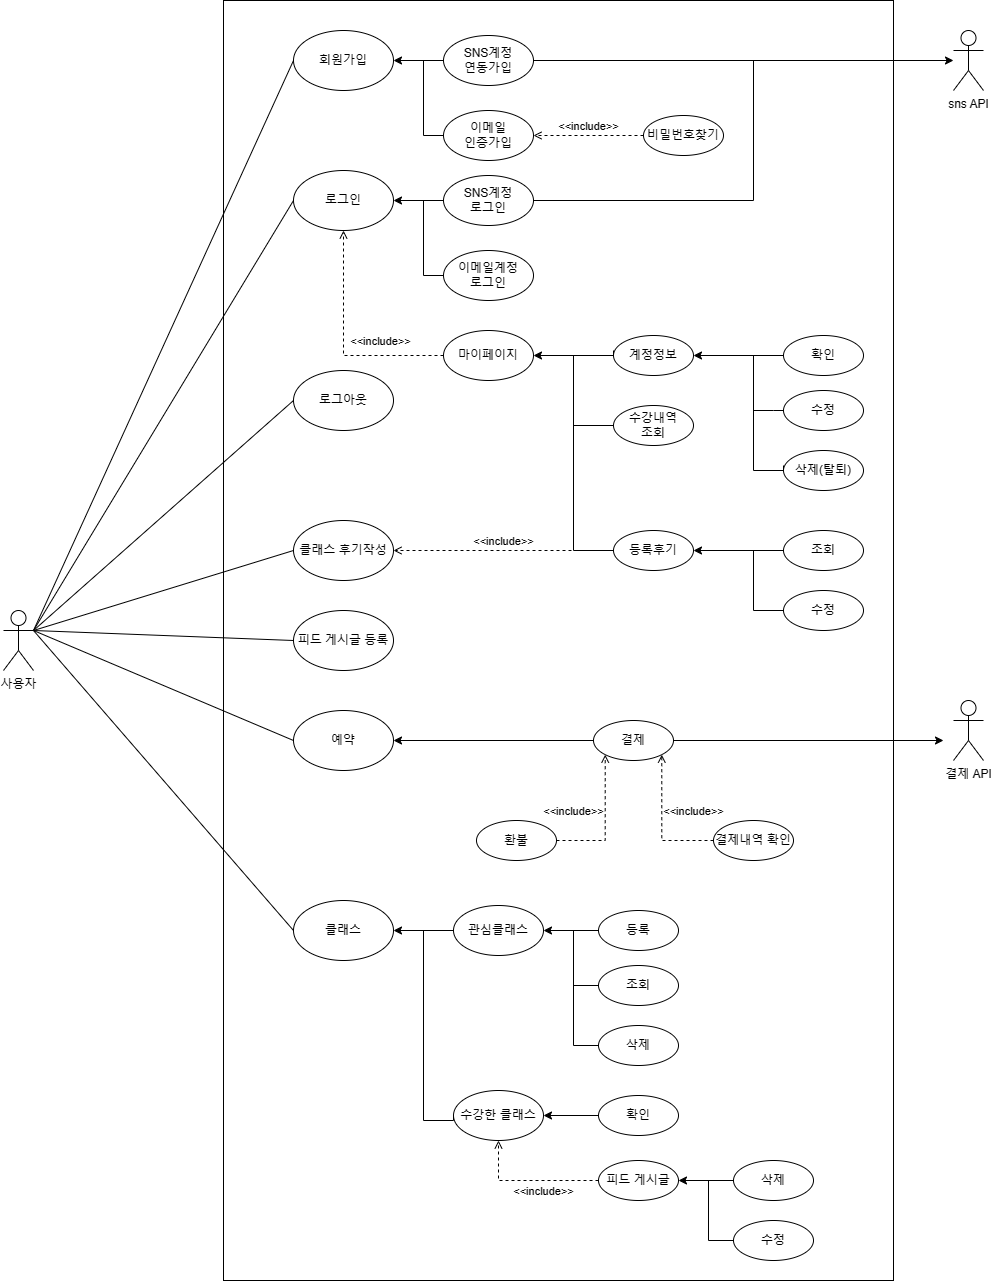 회원가입
SNS계정
연동가입
sns API
이메일
인증가입
<<include>>
비밀번호찾기
로그인
SNS계정
로그인
이메일계정
로그인
<<include>>
마이페이지
계정정보
확인
로그아웃
수강내역
조회
수정
삭제(탈퇴)
클래스 후기작성
<<include>>
등록후기
조회
수정
사용자
피드 게시글 등록
예약
결제
결제 API
<<include>>
<<include>>
환불
결제내역 확인
클래스
관심클래스
등록
조회
삭제
수강한 클래스
확인
<<include>>
피드 게시글
삭제
수정